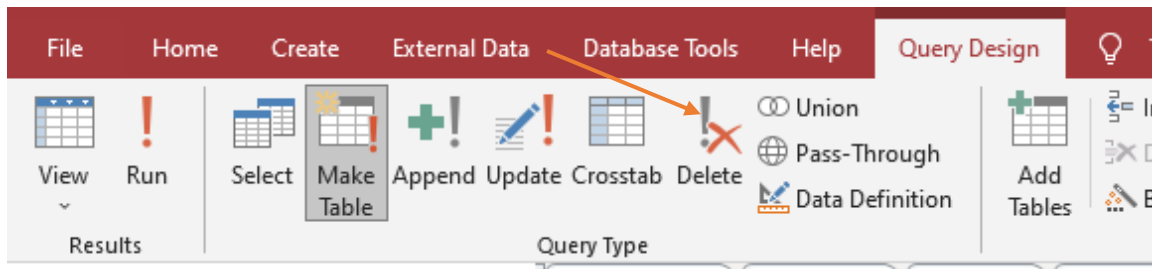 File Home Create External Data Database Tools Help Query Design
View Run Select Make Table Append Update Crosstab Delete
Union
Pass-Through
Data Definition
Add Tables
Results Query Type